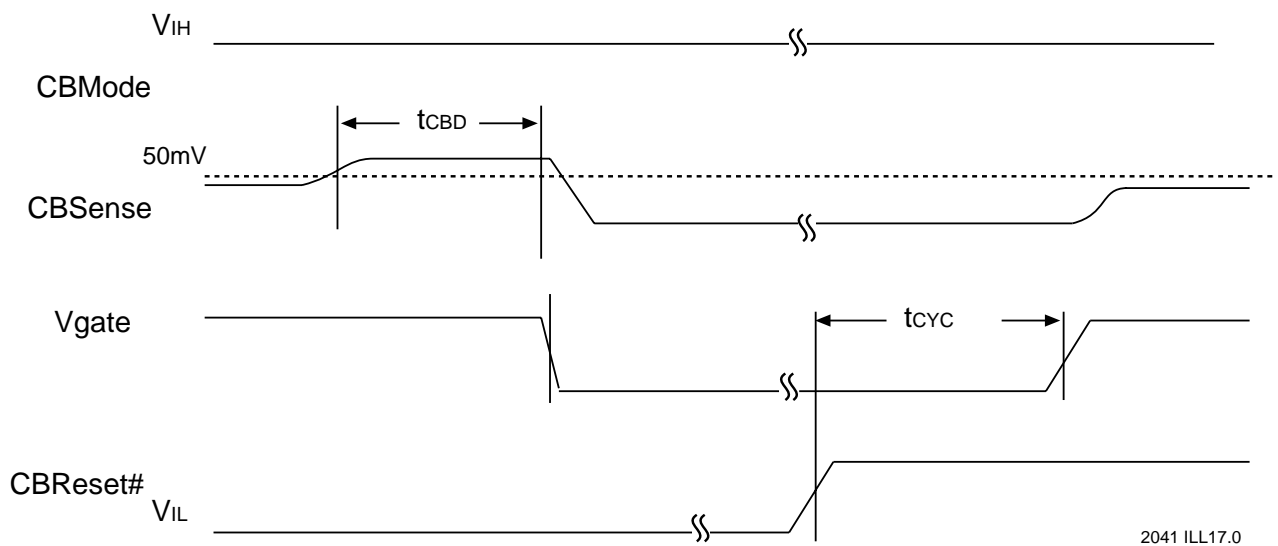 VIH
CBMode
tCBD
50mV
CBSense
Vgate
tCYC
CBReset#
VIL
2041 ILL17.0